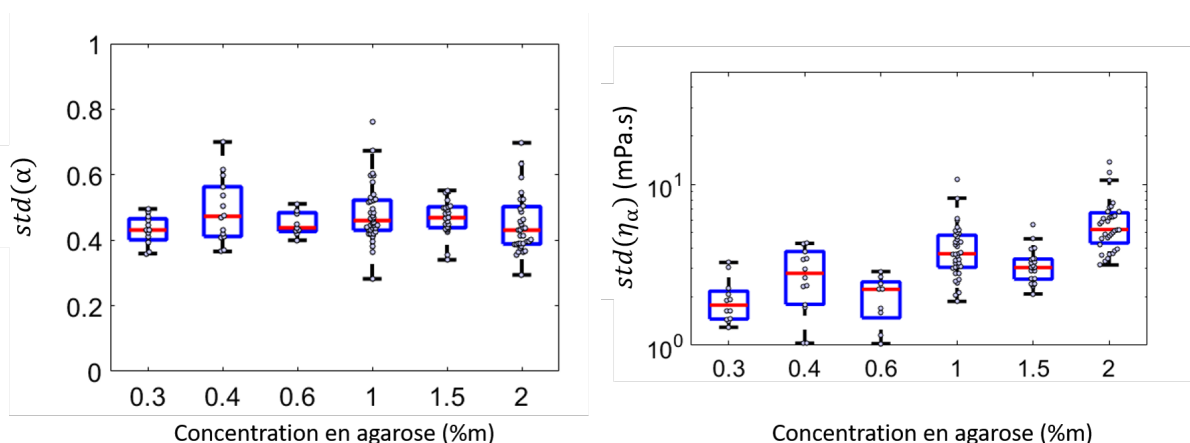 std(α)
1
0.8
0.6
0.4
0.2
0
0.3 0.4 0.6 1 1.5 2
Concentration en agarose (%m)
std(ηα) (mPa.s)
10¹
10⁰
0.3 0.4 0.6 1 1.5 2
Concentration en agarose (%m)